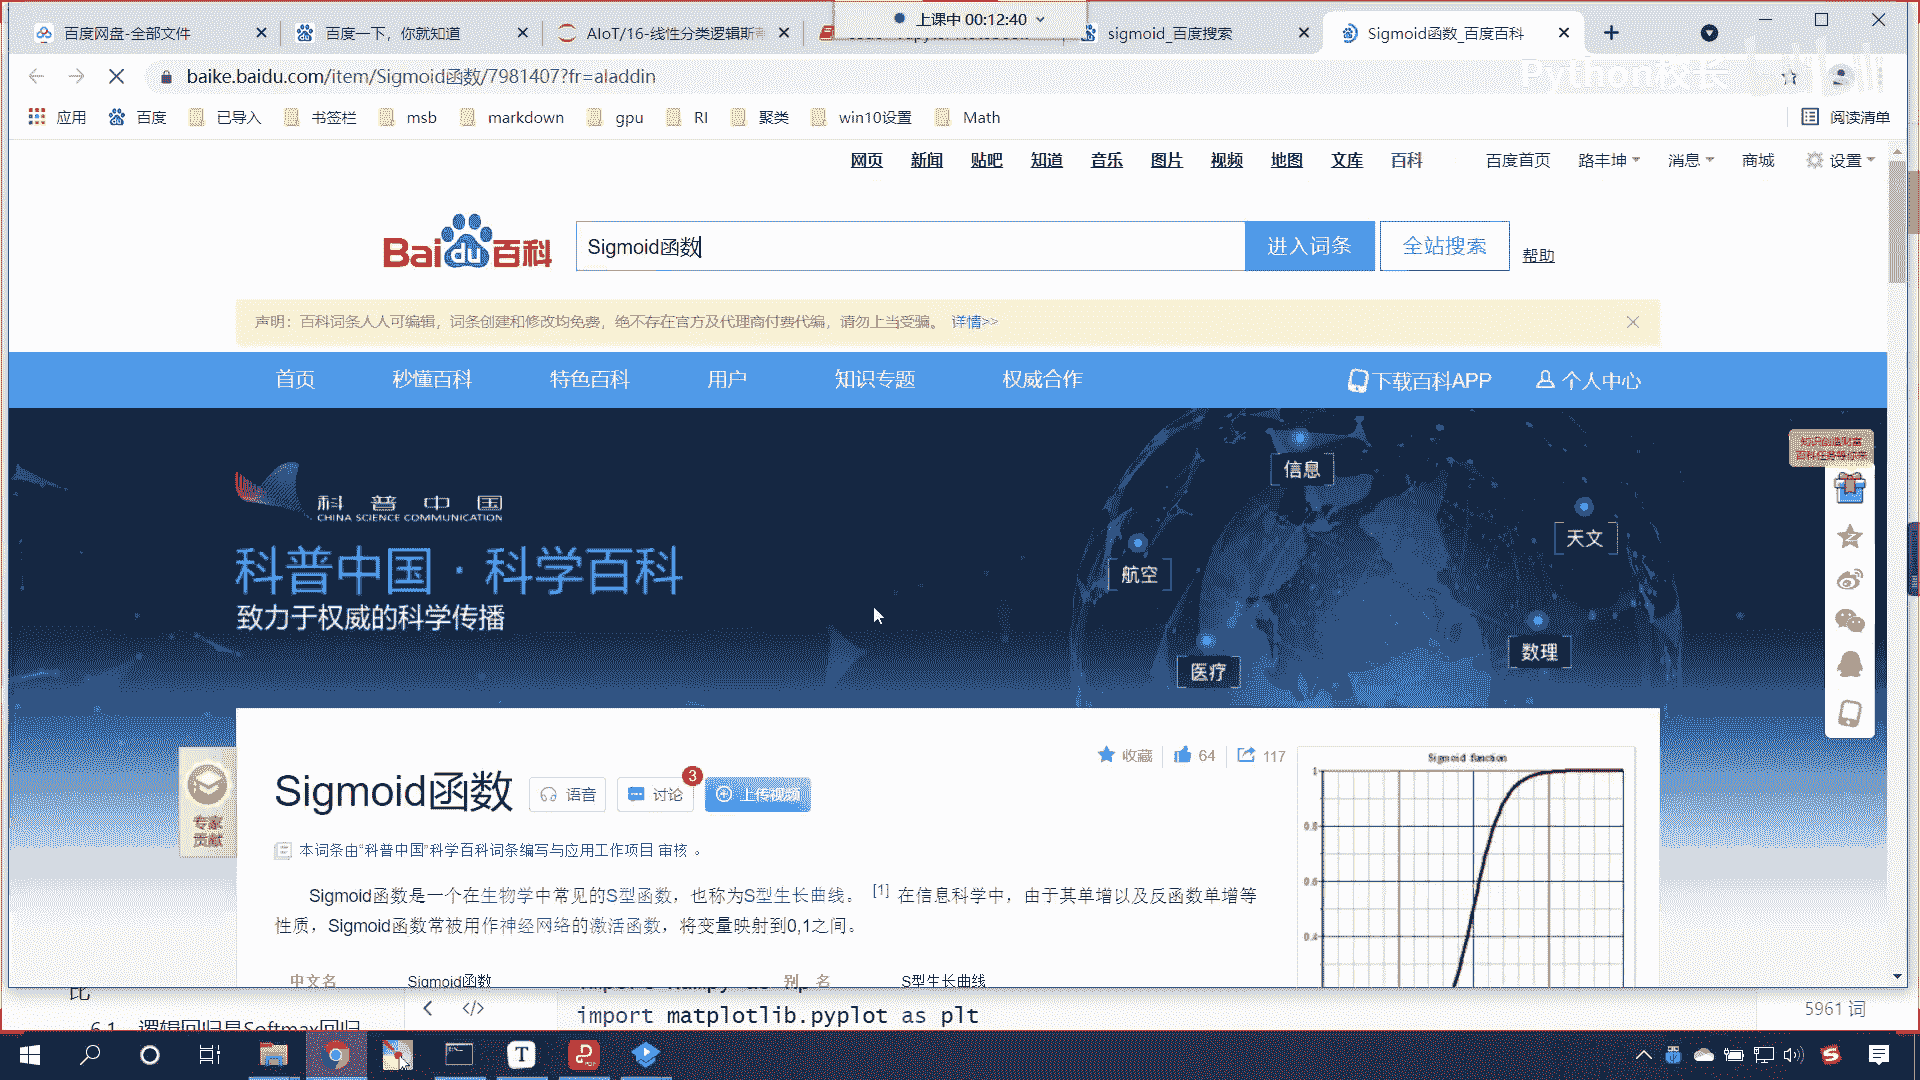 上课中 00:12:40
百度网盘-全部文件
百度一下，你就知道
AIoT/16-线性分类逻辑斯
sigmoid_百度搜索
Sigmoid函数_百度百科
baike.baidu.com/item/Sigmoid函数/7981407?fr=aladdin
Python校长
应用 百度 已导入 书签栏 msb markdown gpu RI 聚类 win10设置 Math 阅读清单
网页 新闻 贴吧 知道 音乐 图片 视频 地图 文库 百科 百度首页 路丰坤 消息 商城 设置
Bai du 百科
Sigmoid函数
进入词条
全站搜索
帮助
声明：百科词条人人可编辑，词条创建和修改均免费，绝不存在官方及代理商付费代编，请勿上当受骗。 详情>>
首页 秒懂百科 特色百科 用户 知识专题 权威合作 下载百科APP 个人中心
科普中国
CHINA SCIENCE COMMUNICATION
科普中国·科学百科
致力于权威的科学传播
信息
天文
航空
数理
医疗
专家
贡献
Sigmoid函数
语音
讨论
3
上传视频
收藏 64 117
本词条由“科普中国”科学百科词条编写与应用工作项目 审核 。
Sigmoid函数是一个在生物学中常见的S型函数，也称为S型生长曲线。 [1] 在信息科学中，由于其单增以及反函数单增等
性质，Sigmoid函数常被用作神经网络的激活函数，将变量映射到0,1之间。
中文名 Sigmoid函数 别 名 S型生长曲线
Sigmoid function
1
0.8
0.6
0.4
import matplotlib.pyplot as plt
5961 词